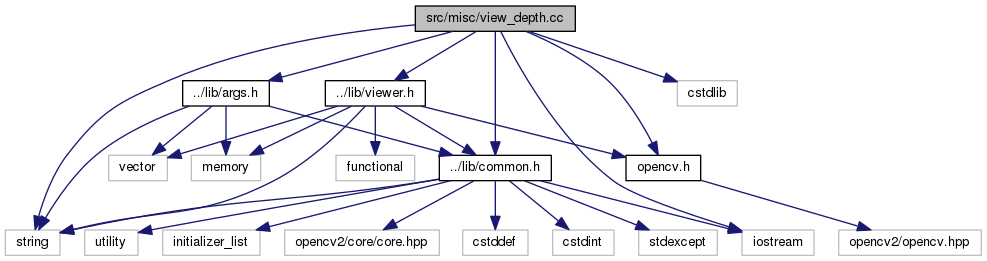 src/misc/view_depth.cc
../lib/args.h
../lib/viewer.h
cstdlib
vector
memory
functional
../lib/common.h
opencv.h
string
utility
initializer_list
opencv2/core/core.hpp
cstddef
cstdint
stdexcept
iostream
opencv2/opencv.hpp